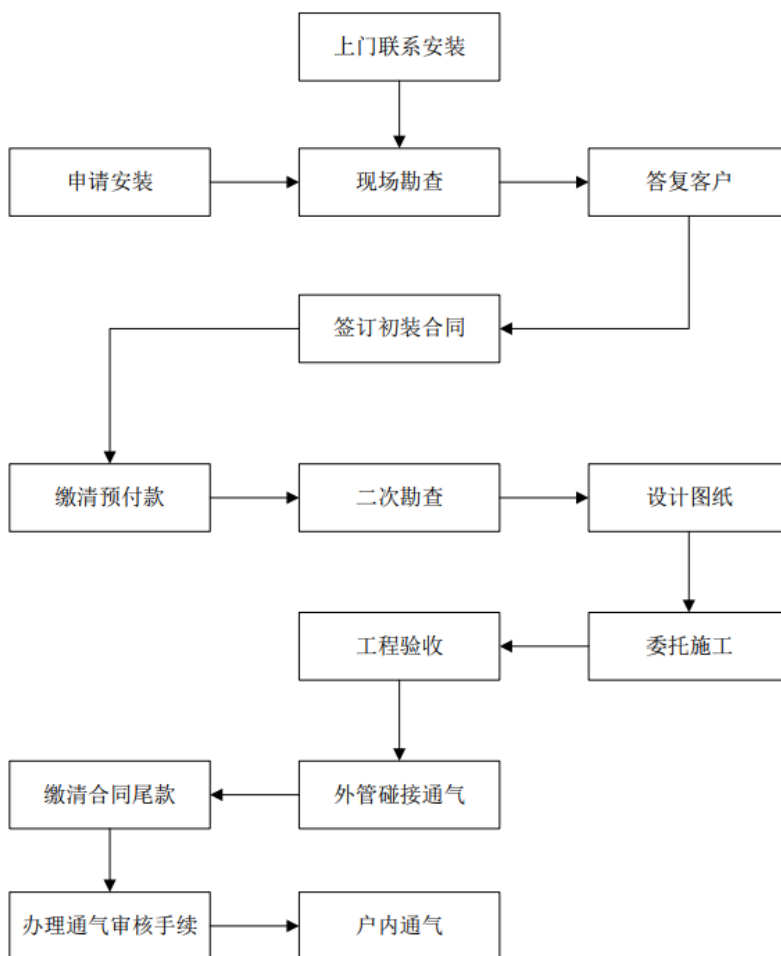 上门联系安装
申请安装
现场勘查
答复客户
签订初装合同
缴清预付款
二次勘查
设计图纸
工程验收
委托施工
缴清合同尾款
外管碰接通气
办理通气审核手续
户内通气